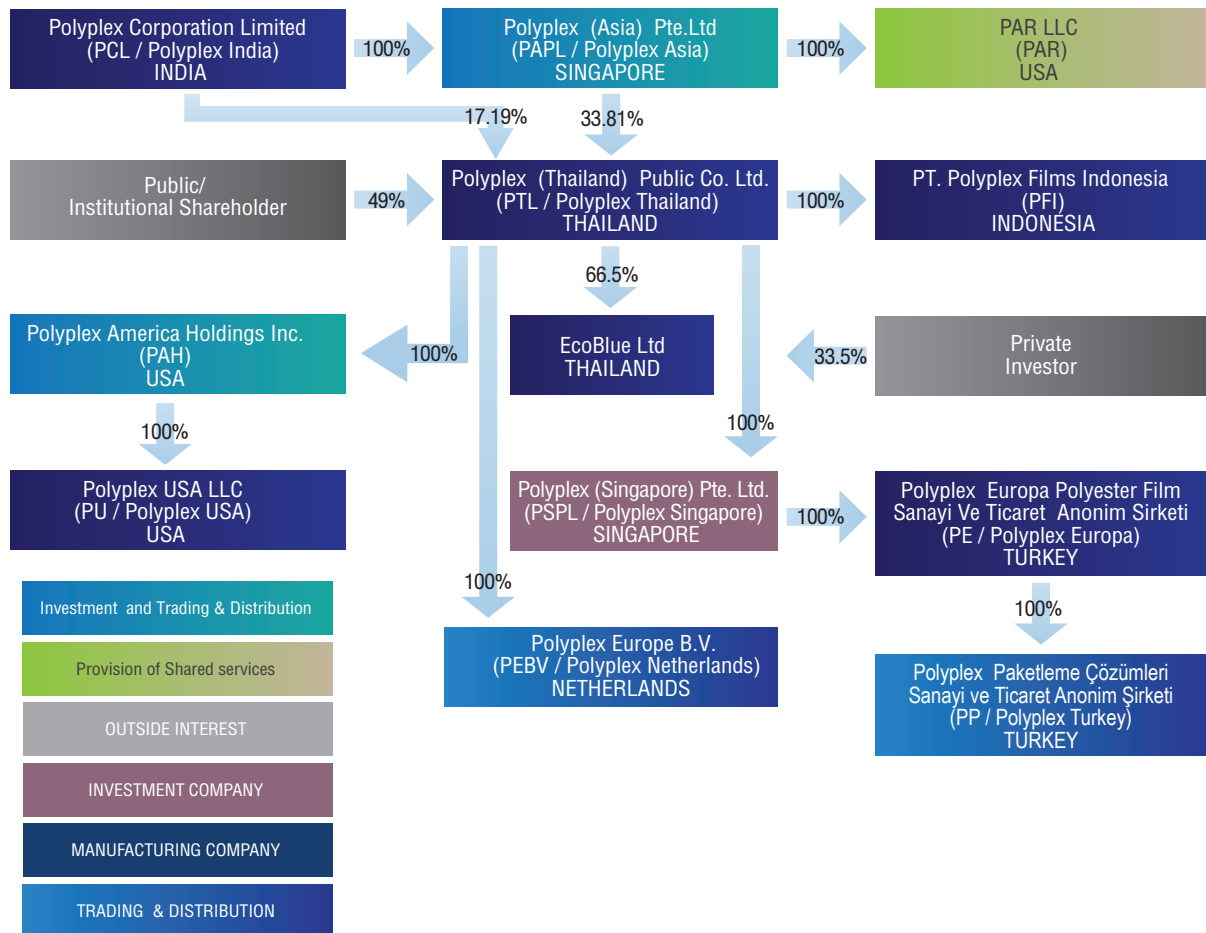 Polyplex Corporation Limited
(PCL / Polyplex India)
INDIA
100%
Polyplex (Asia) Pte.Ltd
(PAPL / Polyplex Asia)
SINGAPORE
100%
PAR LLC
(PAR)
USA
17.19%
33.81%
Public/
Institutional Shareholder
49%
Polyplex (Thailand) Public Co. Ltd.
(PTL / Polyplex Thailand)
THAILAND
100%
PT. Polyplex Films Indonesia
(PFI)
INDONESIA
66.5%
Polyplex America Holdings Inc.
(PAH)
USA
100%
EcoBlue Ltd
THAILAND
33.5%
Private
Investor
100%
100%
Polyplex USA LLC
(PU / Polyplex USA)
USA
Polyplex (Singapore) Pte. Ltd.
(PSPL / Polyplex Singapore)
SINGAPORE
100%
Polyplex Europa Polyester Film
Sanayi Ve Ticaret Anonim Sirketi
(PE / Polyplex Europa)
TURKEY
100%
100%
Polyplex Europe B.V.
(PEBV / Polyplex Netherlands)
NETHERLANDS
Polyplex Paketleme Çözümleri
Sanayi ve Ticaret Anonim Şirketi
(PP / Polyplex Turkey)
TURKEY
Investment and Trading & Distribution
Provision of Shared services
OUTSIDE INTEREST
INVESTMENT COMPANY
MANUFACTURING COMPANY
TRADING & DISTRIBUTION